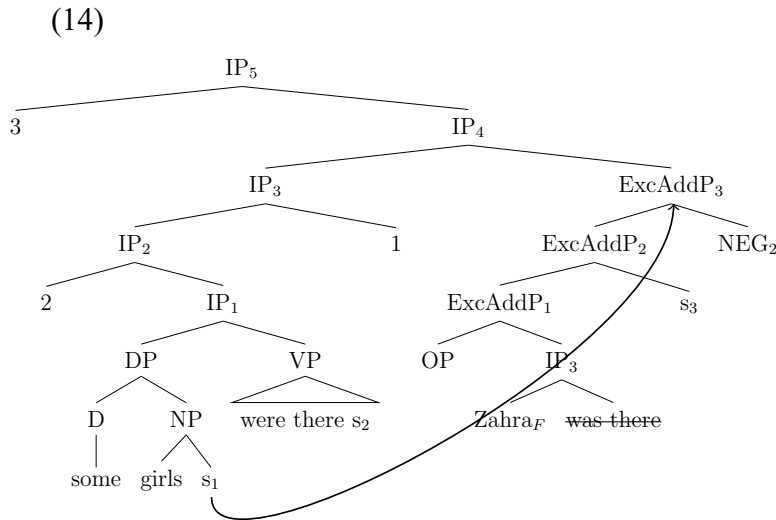 (14)
IP₅
3 IP₄
IP₃ ExcAddP₃
IP₂ 1 ExcAddP₂ NEG₂
2 IP₁ ExcAddP₁ s₃
DP VP OP IP₃
D NP were there s₂ Zahra_F ~~was there~~
some girls s₁